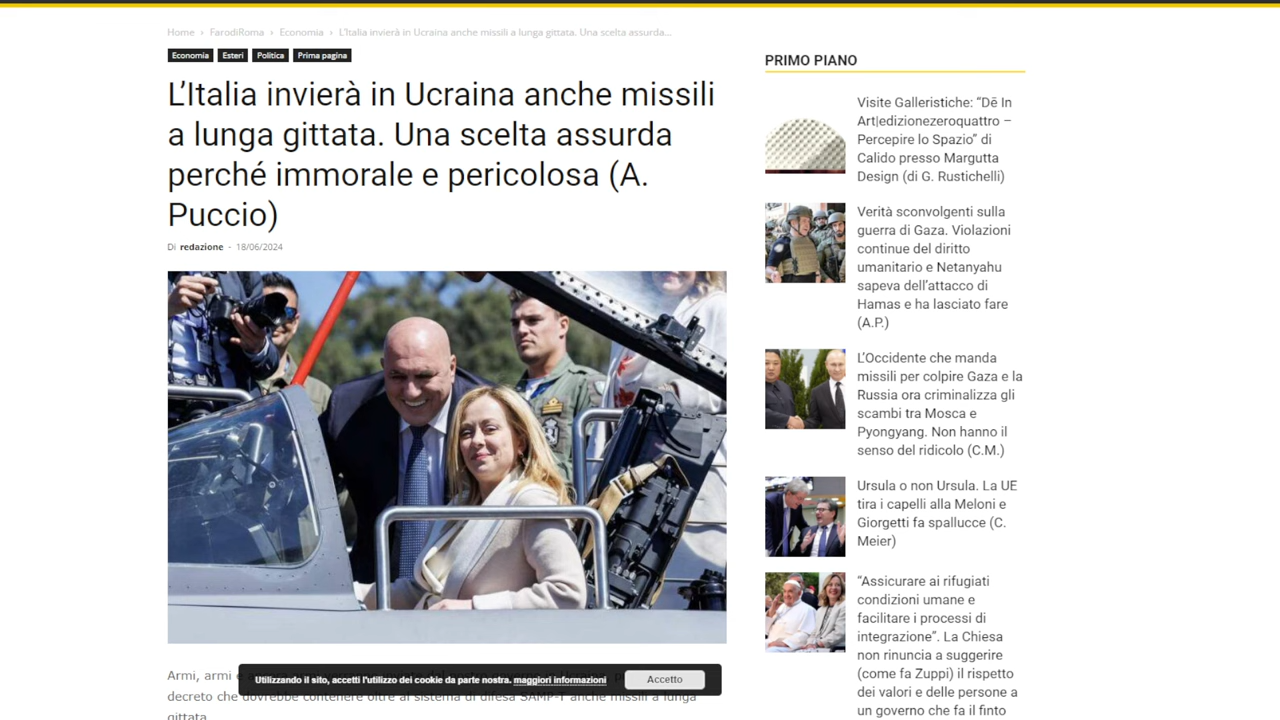 Home › FarodiRoma › Economia › L’Italia invierà in Ucraina anche missili a lunga gittata. Una scelta assurda...
Economia Esteri Politica Prima pagina
L’Italia invierà in Ucraina anche missili
a lunga gittata. Una scelta assurda
perché immorale e pericolosa (A.
Puccio)
Di redazione - 18/06/2024
Armi, armi e
decreto che dovrebbe contenere oltre al sistema di difesa SAMP-T anche missili a lunga
gittata
Utilizzando il sito, accetti l'utilizzo dei cookie da parte nostra. maggiori informazioni
Accetto
PRIMO PIANO
Visite Galleristiche: “Dē In
Art|edizionezeroquattro –
Percepire lo Spazio” di
Calido presso Margutta
Design (di G. Rustichelli)
Verità sconvolgenti sulla
guerra di Gaza. Violazioni
continue del diritto
umanitario e Netanyahu
sapeva dell’attacco di
Hamas e ha lasciato fare
(A.P.)
L’Occidente che manda
missili per colpire Gaza e la
Russia ora criminalizza gli
scambi tra Mosca e
Pyongyang. Non hanno il
senso del ridicolo (C.M.)
Ursula o non Ursula. La UE
tira i capelli alla Meloni e
Giorgetti fa spallucce (C.
Meier)
“Assicurare ai rifugiati
condizioni umane e
facilitare i processi di
integrazione”. La Chiesa
non rinuncia a suggerire
(come fa Zuppi) il rispetto
dei valori e delle persone a
un governo che fa il finto